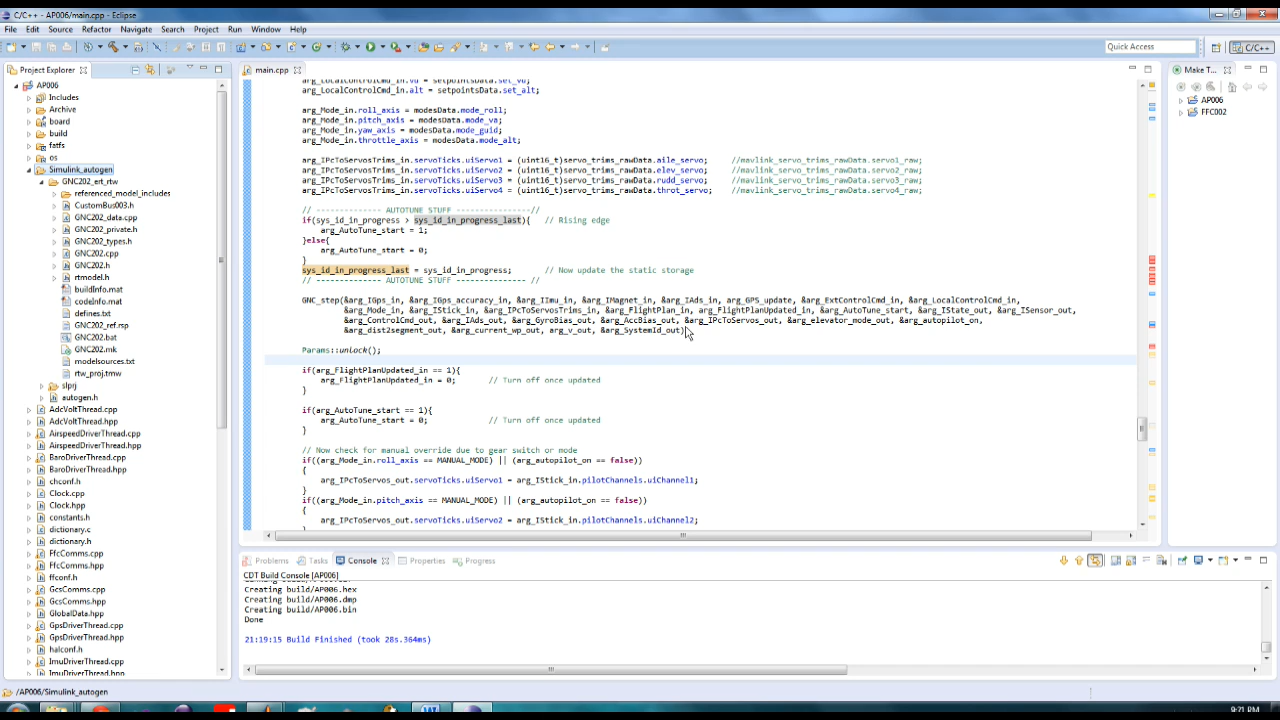 C/C++ - AP006/main.cpp - Eclipse
File Edit Source Refactor Navigate Search Project Run Window Help
Quick Access
C/C++
Project Explorer
main.cpp
Make T...
AP006
Includes
Archive
board
build
fatfs
os
Simulink_autogen
GNC202_ert_rtw
referenced_model_includes
CustomBus003.h
GNC202_data.cpp
GNC202_private.h
GNC202_types.h
GNC202.cpp
GNC202.h
rtmodel.h
buildInfo.mat
codeInfo.mat
defines.txt
GNC202_ref.rsp
GNC202.bat
GNC202.mk
modelsources.txt
rtw_proj.tmw
slprj
autogen.h
AdcVoltThread.cpp
AdcVoltThread.hpp
AirspeedDriverThread.cpp
AirspeedDriverThread.hpp
BaroDriverThread.cpp
BaroDriverThread.hpp
chconf.h
Clock.cpp
Clock.hpp
constants.h
dictionary.c
dictionary.h
FfcComms.cpp
FfcComms.hpp
ffconf.h
GcsComms.cpp
GcsComms.hpp
GlobalData.hpp
GpsDriverThread.cpp
GpsDriverThread.hpp
halconf.h
ImuDriverThread.cpp
ImuDriverThread.hpp
arg_LocalControlCmd_in.vu = setpointsData.set_vu;
arg_LocalControlCmd_in.alt = setpointsData.set_alt;
arg_Mode_in.roll_axis = modesData.mode_roll;
arg_Mode_in.pitch_axis = modesData.mode_va;
arg_Mode_in.yaw_axis = modesData.mode_guid;
arg_Mode_in.throttle_axis = modesData.mode_alt;
arg_IPcToServosTrims_in.servoTicks.uiServo1 = (uint16_t)servo_trims_rawData.aile_servo; //mavlink_servo_trims_rawData.servo1_raw;
arg_IPcToServosTrims_in.servoTicks.uiServo2 = (uint16_t)servo_trims_rawData.elev_servo; //mavlink_servo_trims_rawData.servo2_raw;
arg_IPcToServosTrims_in.servoTicks.uiServo3 = (uint16_t)servo_trims_rawData.rudd_servo; //mavlink_servo_trims_rawData.servo3_raw;
arg_IPcToServosTrims_in.servoTicks.uiServo4 = (uint16_t)servo_trims_rawData.throt_servo; //mavlink_servo_trims_rawData.servo4_raw;
// -------------- AUTOTUNE STUFF ----------------//
if(sys_id_in_progress > sys_id_in_progress_last){ // Rising edge
arg_AutoTune_start = 1;
}else{
arg_AutoTune_start = 0;
}
sys_id_in_progress_last = sys_id_in_progress; // Now update the static storage
// -------------- AUTOTUNE STUFF --------------- //
GNC_step(&arg_IGps_in, &arg_IGps_accuracy_in, &arg_IImu_in, &arg_IMagnet_in, &arg_IAds_in, arg_GPS_update, &arg_ExtControlCmd_in, &arg_LocalControlCmd_in,
&arg_Mode_in, &arg_IStick_in, &arg_IPcToServosTrims_in, &arg_FlightPlan_in, arg_FlightPlanUpdated_in, &arg_AutoTune_start, &arg_IState_out, &arg_ISensor_out,
&arg_ControlCmd_out, &arg_IAds_out, &arg_GyroBias_out, &arg_AccBias_out, &arg_IPcToServos_out, &arg_elevator_mode_out, &arg_autopilot_on,
&arg_dist2segment_out, &arg_current_wp_out, arg_v_out, &arg_SystemId_out);
Params::unlock();
if(arg_FlightPlanUpdated_in == 1){
arg_FlightPlanUpdated_in = 0; // Turn off once updated
}
if(arg_AutoTune_start == 1){
arg_AutoTune_start = 0; // Turn off once updated
}
// Now check for manual override due to gear switch or mode
if((arg_Mode_in.roll_axis == MANUAL_MODE) || (arg_autopilot_on == false))
{
arg_IPcToServos_out.servoTicks.uiServo1 = arg_IStick_in.pilotChannels.uiChannel1;
}
if((arg_Mode_in.pitch_axis == MANUAL_MODE) || (arg_autopilot_on == false))
{
arg_IPcToServos_out.servoTicks.uiServo2 = arg_IStick_in.pilotChannels.uiChannel2;
AP006
FFC002
Problems Tasks Console Properties Progress
CDT Build Console [AP006]
Creating build/AP006.hex
Creating build/AP006.dmp
Creating build/AP006.bin
Done
21:19:15 Build Finished (took 28s.364ms)
/AP006/Simulink_autogen
9:21 PM